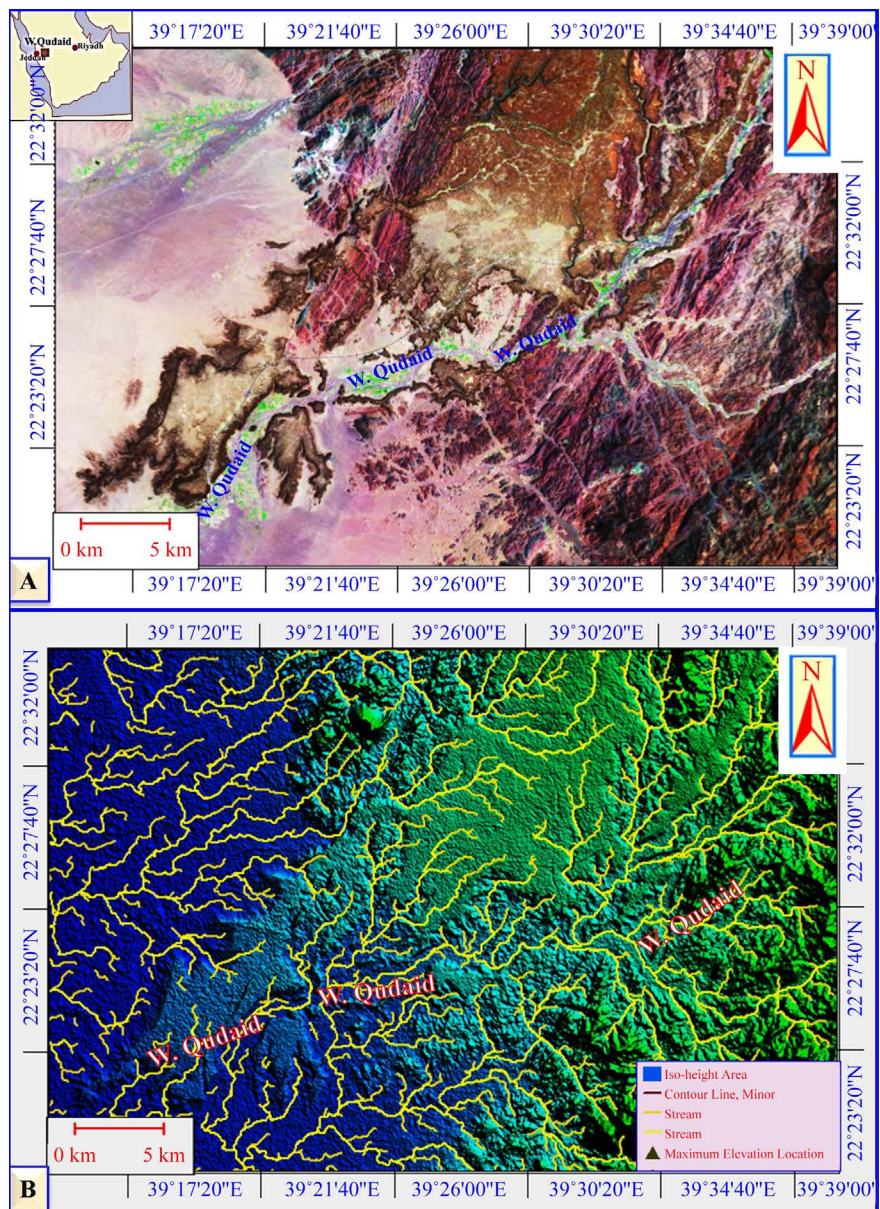 W.Qudaid
Riyadh
Jeddah
39°17'20"E 39°21'40"E 39°26'00"E 39°30'20"E 39°34'40"E 39°39'00"
22°32'00"N
22°27'40"N
22°23'20"N
N
22°32'00"N
22°27'40"N
22°23'20"N
W. Qudaid
W. Qudaid
W. Qudaid
0 km 5 km
A
39°17'20"E 39°21'40"E 39°26'00"E 39°30'20"E 39°34'40"E 39°39'00"
39°17'20"E 39°21'40"E 39°26'00"E 39°30'20"E 39°34'40"E 39°39'00"
22°32'00"N
22°27'40"N
22°23'20"N
N
22°32'00"N
22°27'40"N
22°23'20"N
W. Qudaid
W. Qudaid
W. Qudaid
Iso-height Area
Contour Line, Minor
Stream
Stream
Maximum Elevation Location
0 km 5 km
B
39°17'20"E 39°21'40"E 39°26'00"E 39°30'20"E 39°34'40"E 39°39'00"